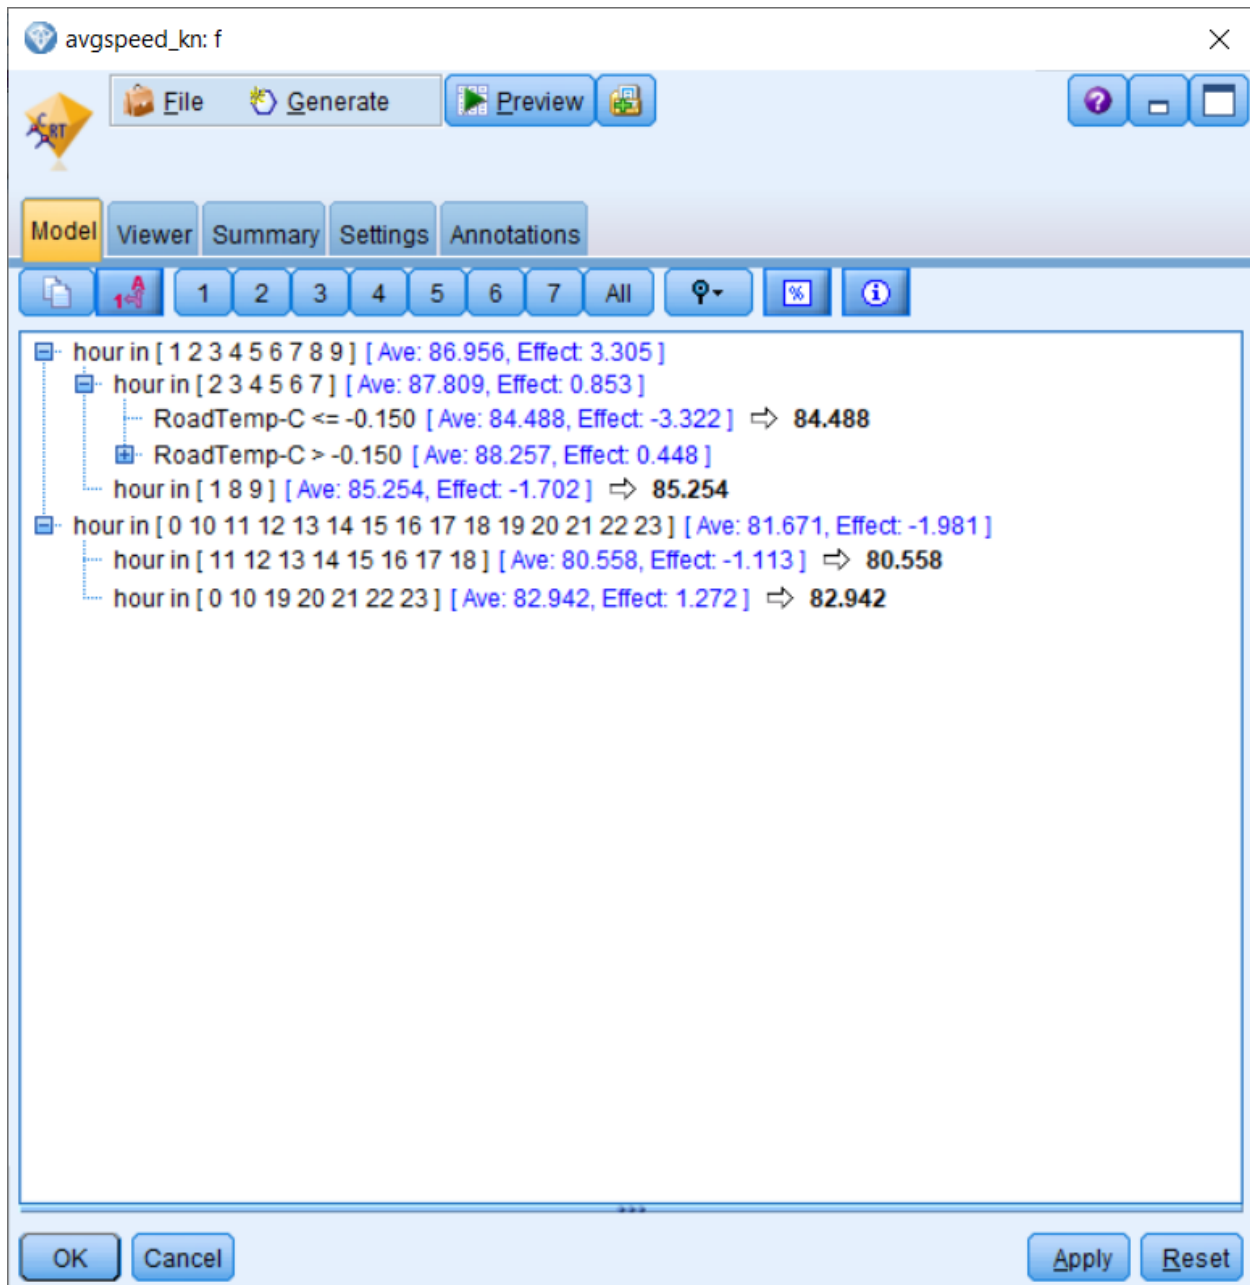 avgspeed_kn: f
CRT
File Generate Preview
Model Viewer Summary Settings Annotations
A 1 1 2 3 4 5 6 7 All %
hour in [ 1 2 3 4 5 6 7 8 9 ] [ Ave: 86.956, Effect: 3.305 ]
hour in [ 2 3 4 5 6 7 ] [ Ave: 87.809, Effect: 0.853 ]
RoadTemp-C <= -0.150 [ Ave: 84.488, Effect: -3.322 ] ⇨ 84.488
RoadTemp-C > -0.150 [ Ave: 88.257, Effect: 0.448 ]
hour in [ 1 8 9 ] [ Ave: 85.254, Effect: -1.702 ] ⇨ 85.254
hour in [ 0 10 11 12 13 14 15 16 17 18 19 20 21 22 23 ] [ Ave: 81.671, Effect: -1.981 ]
hour in [ 11 12 13 14 15 16 17 18 ] [ Ave: 80.558, Effect: -1.113 ] ⇨ 80.558
hour in [ 0 10 19 20 21 22 23 ] [ Ave: 82.942, Effect: 1.272 ] ⇨ 82.942
OK Cancel Apply Reset